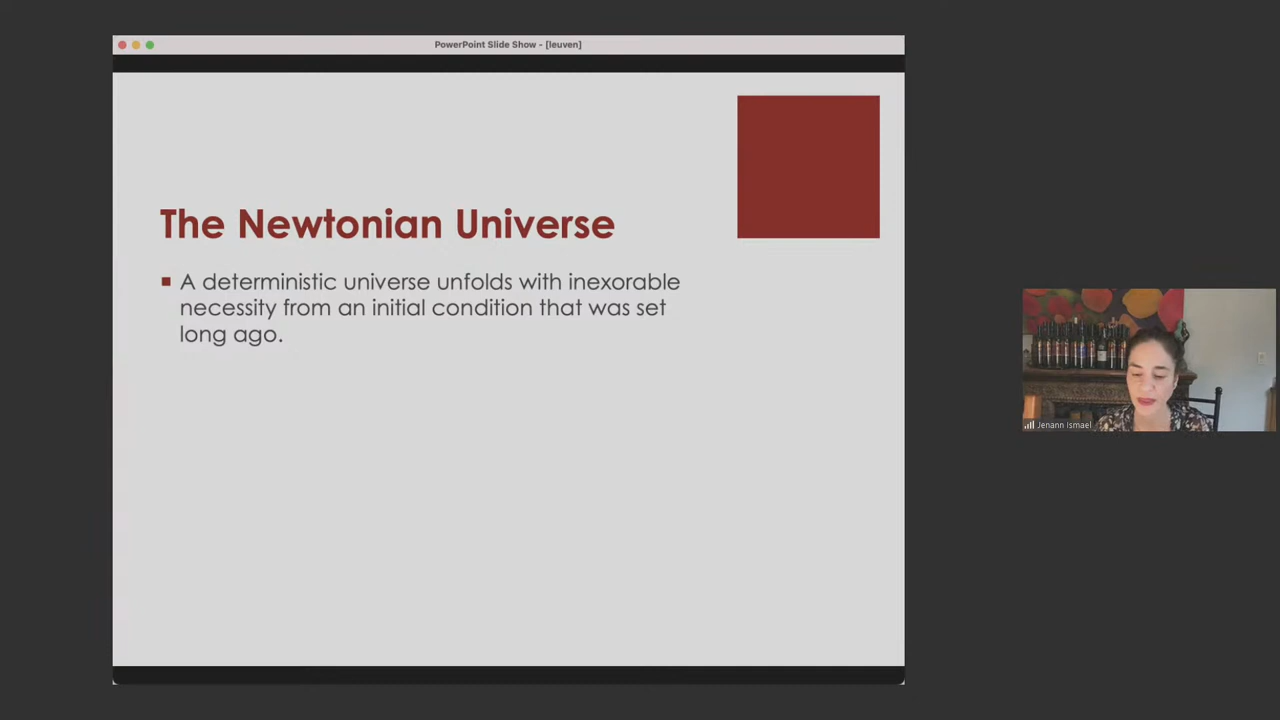 PowerPoint Slide Show - [leuven]
The Newtonian Universe
A deterministic universe unfolds with inexorable
necessity from an initial condition that was set
long ago.
Jenann Ismael